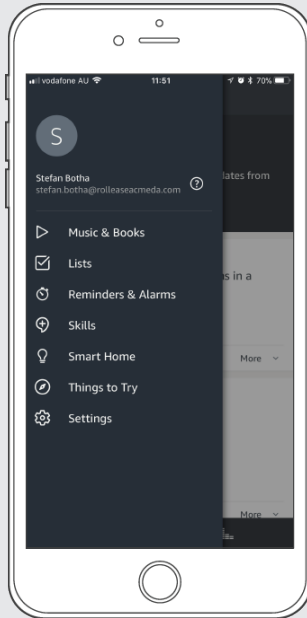 vodafone AU 11:51 70%
S
Stefan Botha
stefan.botha@rolleaseacmeda.com
?
Music & Books
Lists
Reminders & Alarms
Skills
Smart Home
Things to Try
Settings
lates from
s in a
More
More